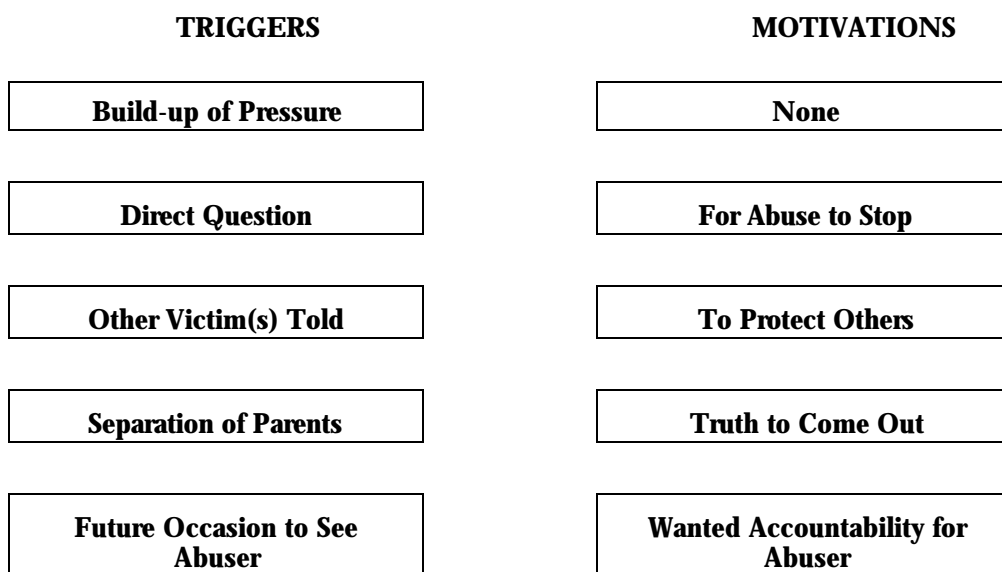 TRIGGERS
MOTIVATIONS
Build-up of Pressure
None
Direct Question
For Abuse to Stop
Other Victim(s) Told
To Protect Others
Separation of Parents
Truth to Come Out
Future Occasion to See
Abuser
Wanted Accountability for
Abuser